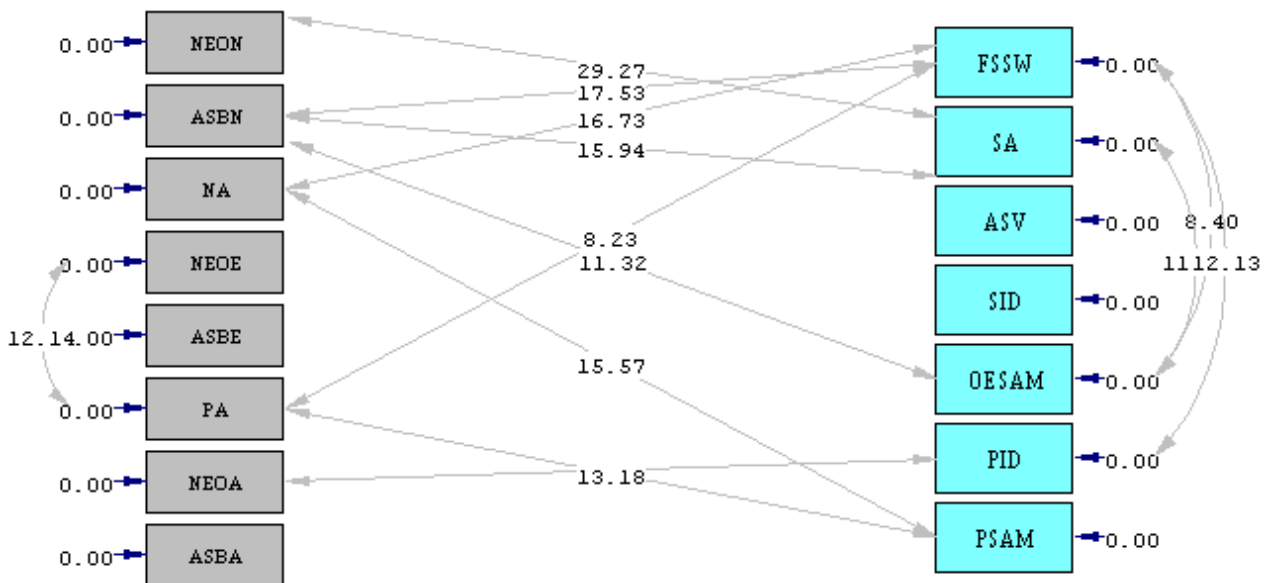 0.00 NEON
0.00 ASBN
0.00 NA
0.00 NEOE
12.14.00 ASBE
0.00 PA
0.00 NEOA
0.00 ASBA
29.27
17.53
16.73
15.94
8.23
11.32
15.57
13.18
FSSW 0.00
SA 0.00
ASV 0.00
SID 0.00
OESAM 0.00
PID 0.00
PSAM 0.00
8.40
1112.13